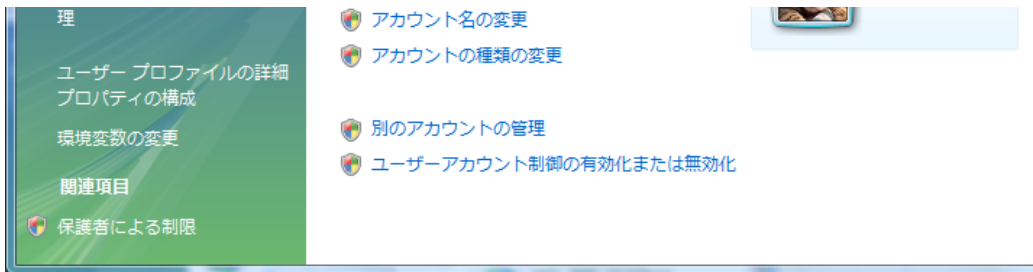 理
ユーザー プロファイルの詳細
プロパティの構成
環境変数の変更
関連項目
保護者による制限
アカウント名の変更
アカウントの種類の変更
別のアカウントの管理
ユーザーアカウント制御の有効化または無効化